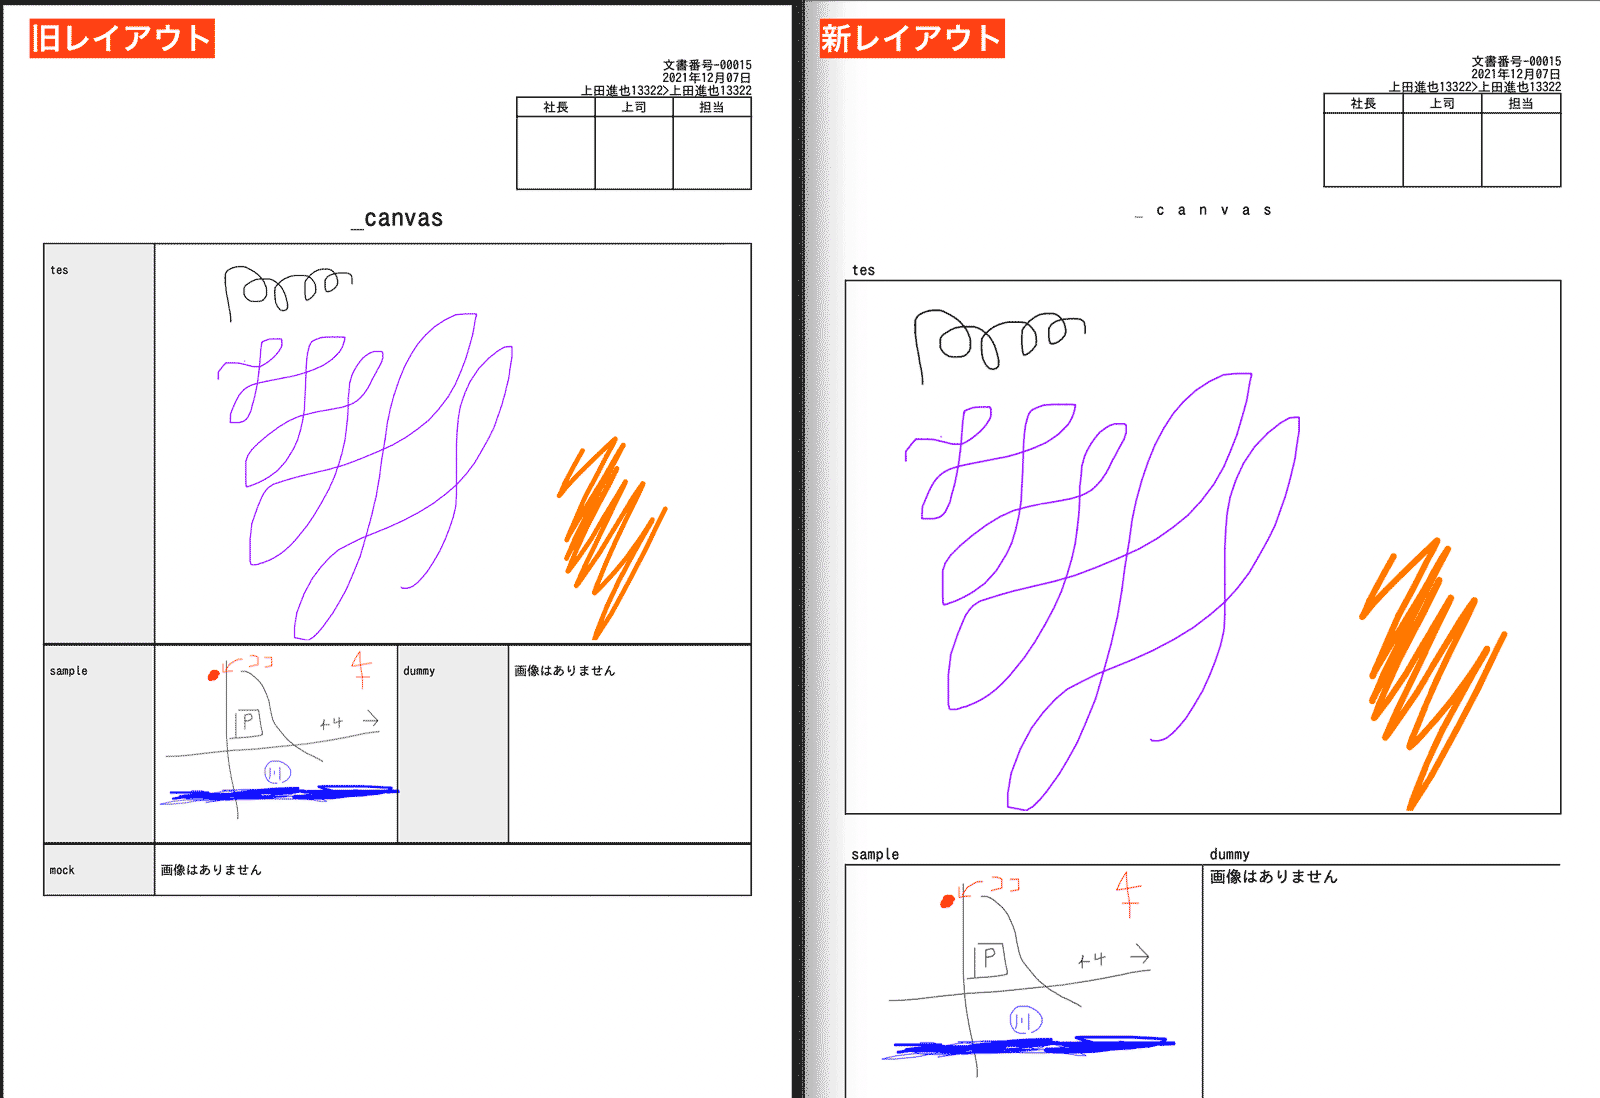 旧レイアウト
文書番号-00015
2021年12月07日
上田進也13322>上田進也13322
社長 上司 担当
_canvas
tes
sample
ココ
P
川
dummy
画像はありません
mock
画像はありません
新レイアウト
文書番号-00015
2021年12月07日
上田進也13322>上田進也13322
社長 上司 担当
_ c a n v a s
tes
sample
ココ
P
川
dummy
画像はありません